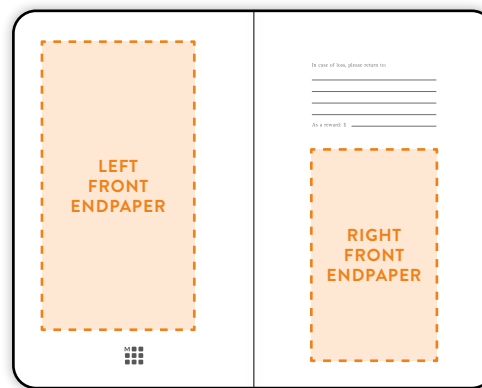 LEFT
FRONT
ENDPAPER
M
In case of loss, please return to:
As a reward: $
RIGHT
FRONT
ENDPAPER